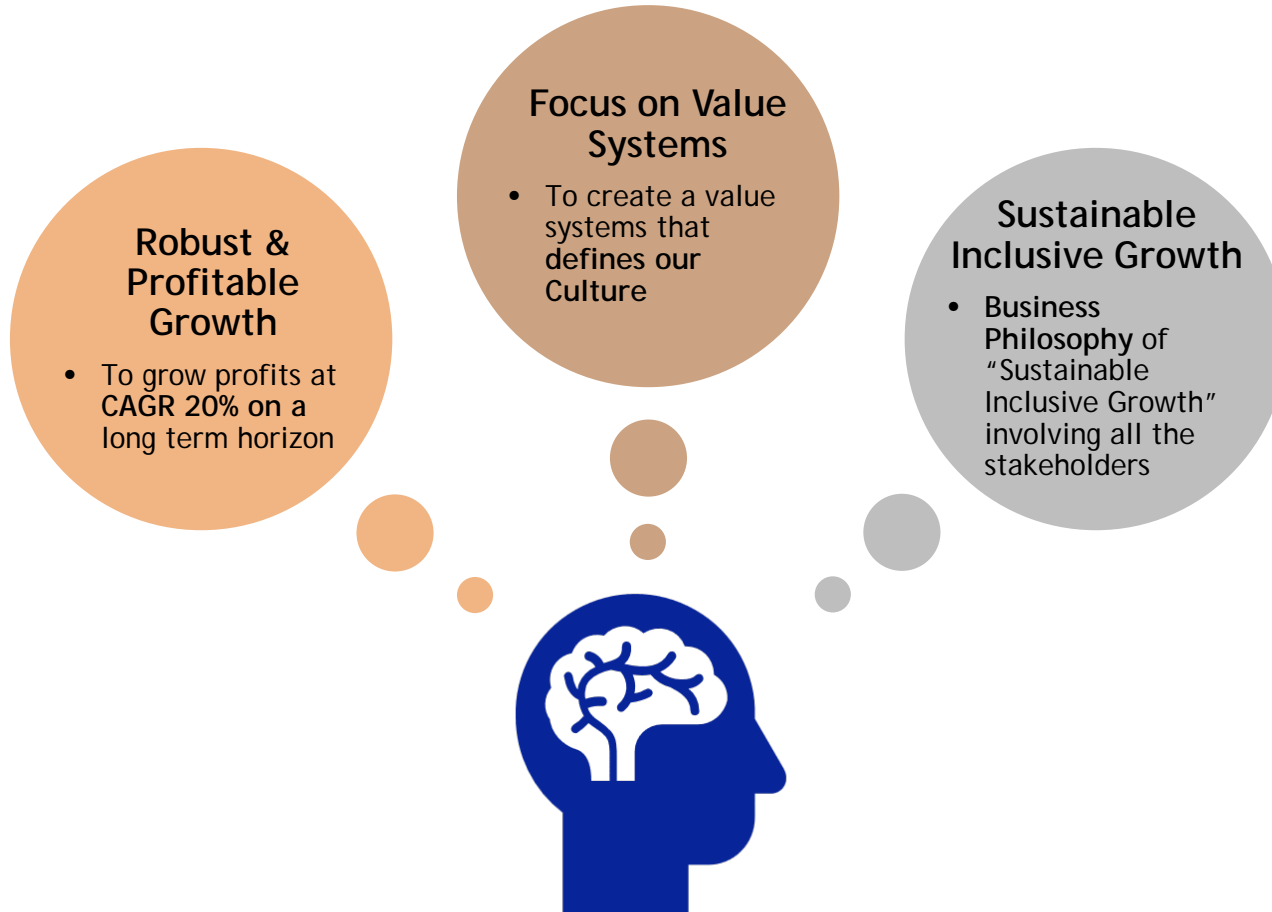 Robust &
Profitable
Growth
• To grow profits at
CAGR 20% on a
long term horizon
Focus on Value
Systems
• To create a value
systems that
defines our
Culture
Sustainable
Inclusive Growth
• Business
Philosophy of
“Sustainable
Inclusive Growth”
involving all the
stakeholders